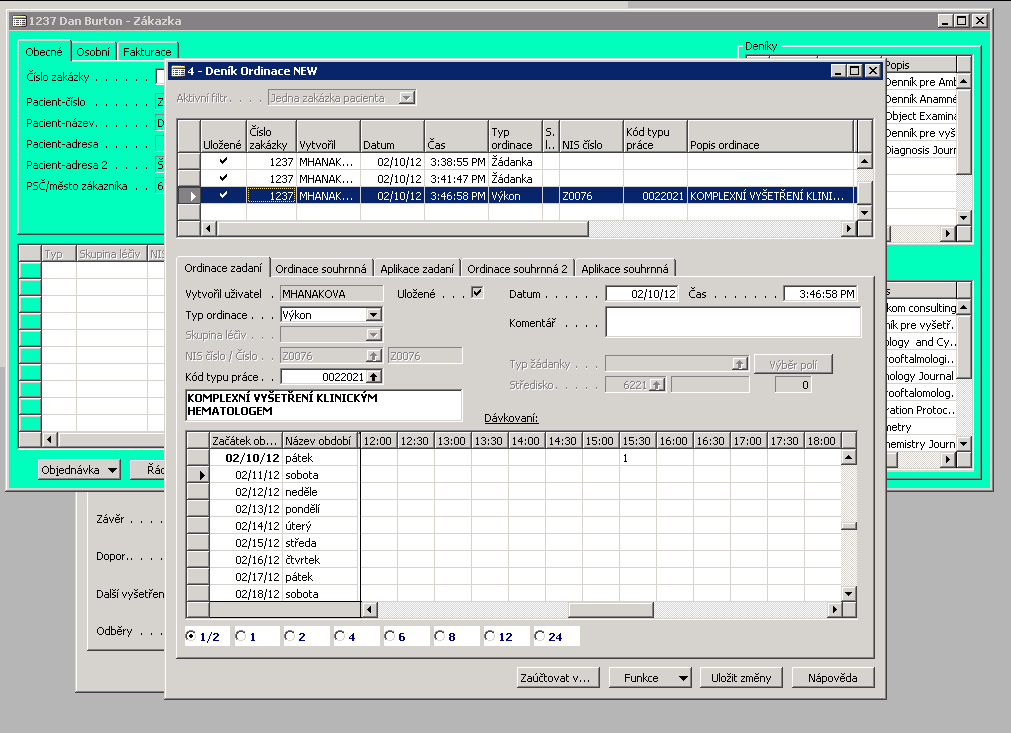 1237 Dan Burton - Zákazka
Obecné Osobní Fakturace
Číslo zakázky . . . . . .
Pacient-číslo . . . . . .
Pacient-název. . . . . .
Pacient-adresa . . . . .
Pacient-adresa 2 . . . .
PSČ/město zákazníka . .
Typ Skupina léčiv NIS
Objednávka
Deníky
Popis
Denník pre Amb
Denník Anamné
Object Examina
Denník pre vyš
Diagnosis Journ
kom consulting
ník pre vyšetř.
ology and Cy..
rooftalmologi..
nology Journal
rooftalmolog..
ration Protoc..
metry
nemistry Journ
Závěr . . . .
Dopor.. . . .
Další vyšetřen
Odběry . . .
4 - Deník Ordinace NEW
Aktivní filtr. . . . . Jedna zakázka pacienta
Uložené Číslo zakázky Vytvořil Datum Čas Typ ordinace S. l.. NIS číslo Kód typu práce Popis ordinace
1237 MHANAK... 02/10/12 3:38:55 PM Žádanka
1237 MHANAK... 02/10/12 3:41:47 PM Žádanka
1237 MHANAK... 02/10/12 3:46:58 PM Výkon Z0076 0022021 KOMPLEXNÍ VYŠETŘENÍ KLINI...
Ordinace zadaní Ordinace souhrnná Aplikace zadaní Ordinace souhrnná 2 Aplikace souhrnná
Vytvořil uživatel . MHANAKOVA Uložené . . . Datum . . . . . . 02/10/12 Čas . . . . . . . 3:46:58 PM
Typ ordinace . . . Výkon
Komentář . . . .
Skupina léčiv . . .
NIS číslo / Číslo . . Z0076 Z0076 Typ žádanky . . . . Výběr polí
Kód typu práce . . 0022021 Středisko. . . . . 6221 0
KOMPLEXNÍ VYŠETŘENÍ KLINICKÝM
HEMATOLOGEM
Dávkovaní:
Začátek ob... Název období 12:00 12:30 13:00 13:30 14:00 14:30 15:00 15:30 16:00 16:30 17:00 17:30 18:00
02/10/12 pátek 1
02/11/12 sobota
02/12/12 neděle
02/13/12 pondělí
02/14/12 úterý
02/15/12 středa
02/16/12 čtvrtek
02/17/12 pátek
02/18/12 sobota
1/2 1 2 4 6 8 12 24
Zaúčtovat v... Funkce Uložit změny Nápověda